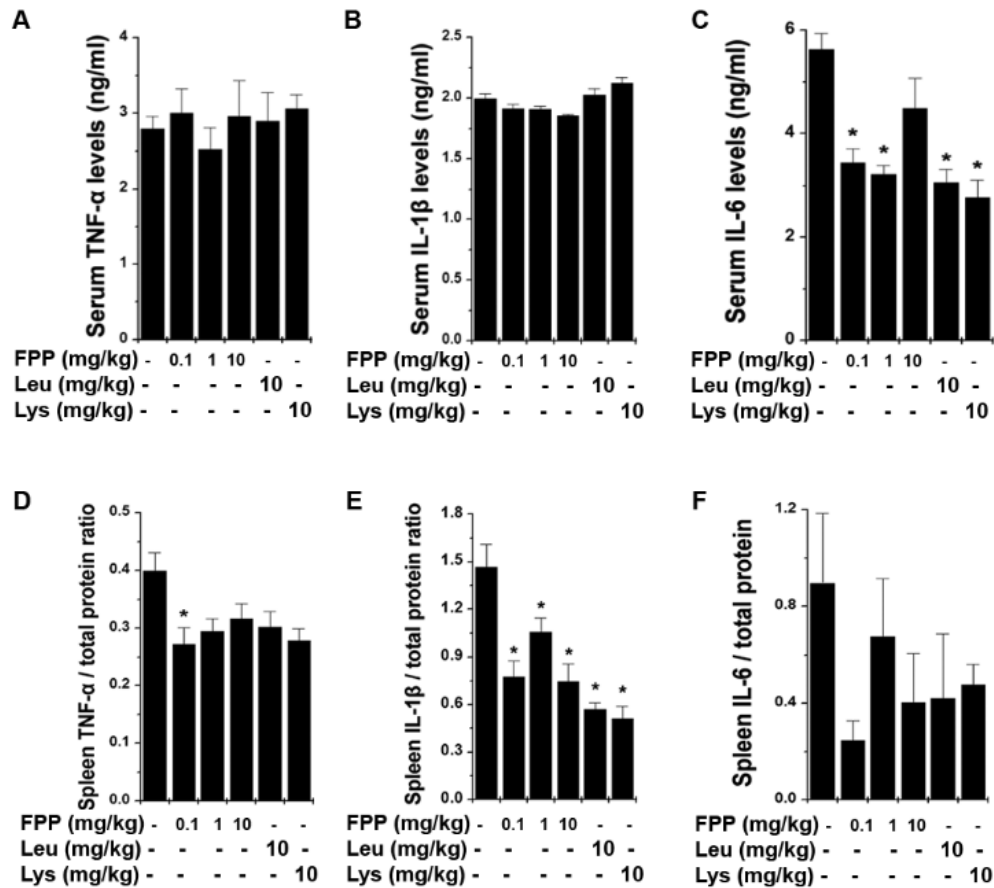 A
B
C
Serum TNF-α levels (ng/ml)
4
3
2
1
0
Serum IL-1β levels (ng/ml)
2.5
2.0
1.5
1.0
0.5
0.0
Serum IL-6 levels (ng/ml)
6
4
2
0
* * * *
FPP (mg/kg) - 0.1 1 10 - -
Leu (mg/kg) - - - - 10 -
Lys (mg/kg) - - - - - 10
FPP (mg/kg) - 0.1 1 10 - -
Leu (mg/kg) - - - - 10 -
Lys (mg/kg) - - - - - 10
FPP (mg/kg) - 0.1 1 10 - -
Leu (mg/kg) - - - - 10 -
Lys (mg/kg) - - - - - 10
D
E
F
Spleen TNF-α / total protein ratio
0.5
0.4
0.3
0.2
0.1
0.0
*
Spleen IL-1β / total protein ratio
1.8
1.5
1.2
0.9
0.6
0.3
0.0
* * * * *
Spleen IL-6 / total protein
1.2
0.8
0.4
0.0
FPP (mg/kg) - 0.1 1 10 - -
Leu (mg/kg) - - - - 10 -
Lys (mg/kg) - - - - - 10
FPP (mg/kg) - 0.1 1 10 - -
Leu (mg/kg) - - - - 10 -
Lys (mg/kg) - - - - - 10
FPP (mg/kg) - 0.1 1 10 - -
Leu (mg/kg) - - - - 10 -
Lys (mg/kg) - - - - - 10